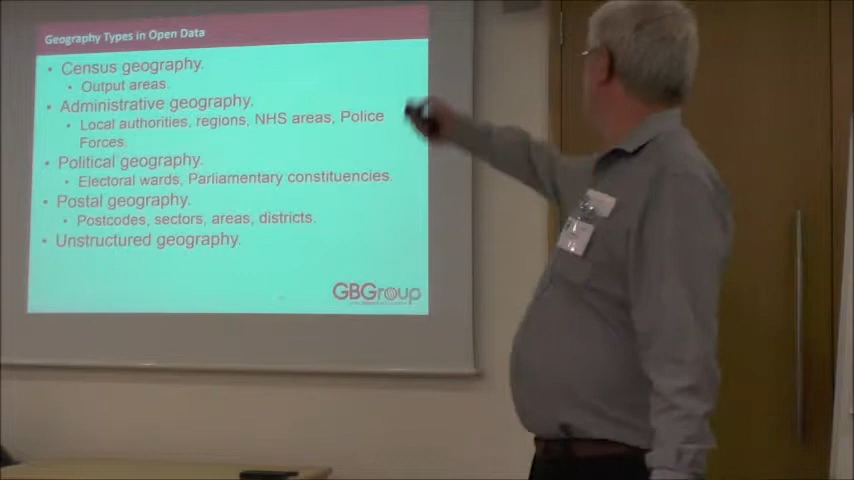 Geography Types in Open Data
• Census geography.
• Output areas.
• Administrative geography.
• Local authorities, regions, NHS areas, Police
Forces.
• Political geography.
• Electoral wards, Parliamentary constituencies.
• Postal geography.
• Postcodes, sectors, areas, districts.
• Unstructured geography.
GBGroup